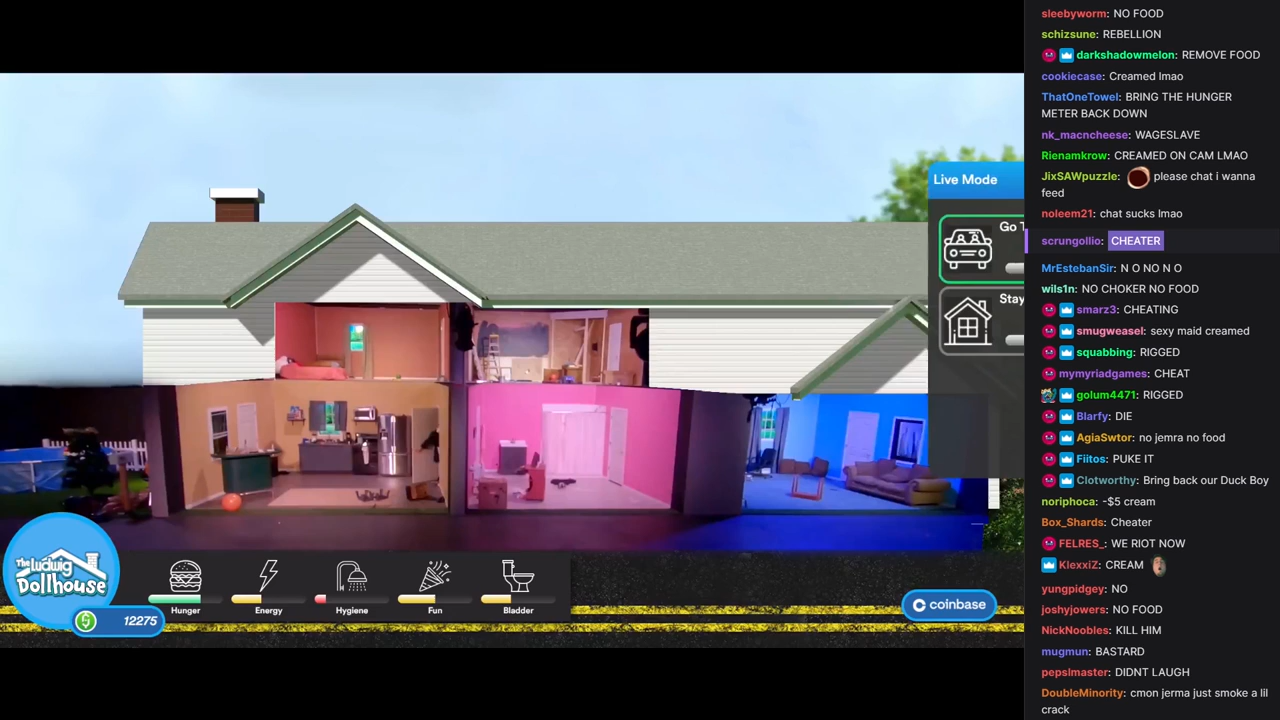 Live Mode
Go T
Stay
The Ludwig
Dollhouse
12275
Hunger
Energy
Hygiene
Fun
Bladder
coinbase
sleebyworm: NO FOOD
schizsune: REBELLION
darkshadowmelon: REMOVE FOOD
cookiecase: Creamed lmao
ThatOneTowel: BRING THE HUNGER
METER BACK DOWN
nk_macncheese: WAGESLAVE
Rienamkrow: CREAMED ON CAM LMAO
JixSAWpuzzle: please chat i wanna
feed
noleem21: chat sucks lmao
scrungollio: CHEATER
MrEstebanSir: N O NO N O
wils1n: NO CHOKER NO FOOD
smarz3: CHEATING
smugweasel: sexy maid creamed
squabbing: RIGGED
mymyriadgames: CHEAT
golum4471: RIGGED
Blarfy: DIE
AgiaSwtor: no jemra no food
Fiitos: PUKE IT
Clotworthy: Bring back our Duck Boy
noriphoca: -$5 cream
Box_Shards: Cheater
FELRES_: WE RIOT NOW
KlexxiZ: CREAM
yungpidgey: NO
joshyjowers: NO FOOD
NickNoobles: KILL HIM
mugmun: BASTARD
pepslmaster: DIDNT LAUGH
DoubleMinority: cmon jerma just smoke a lil
crack